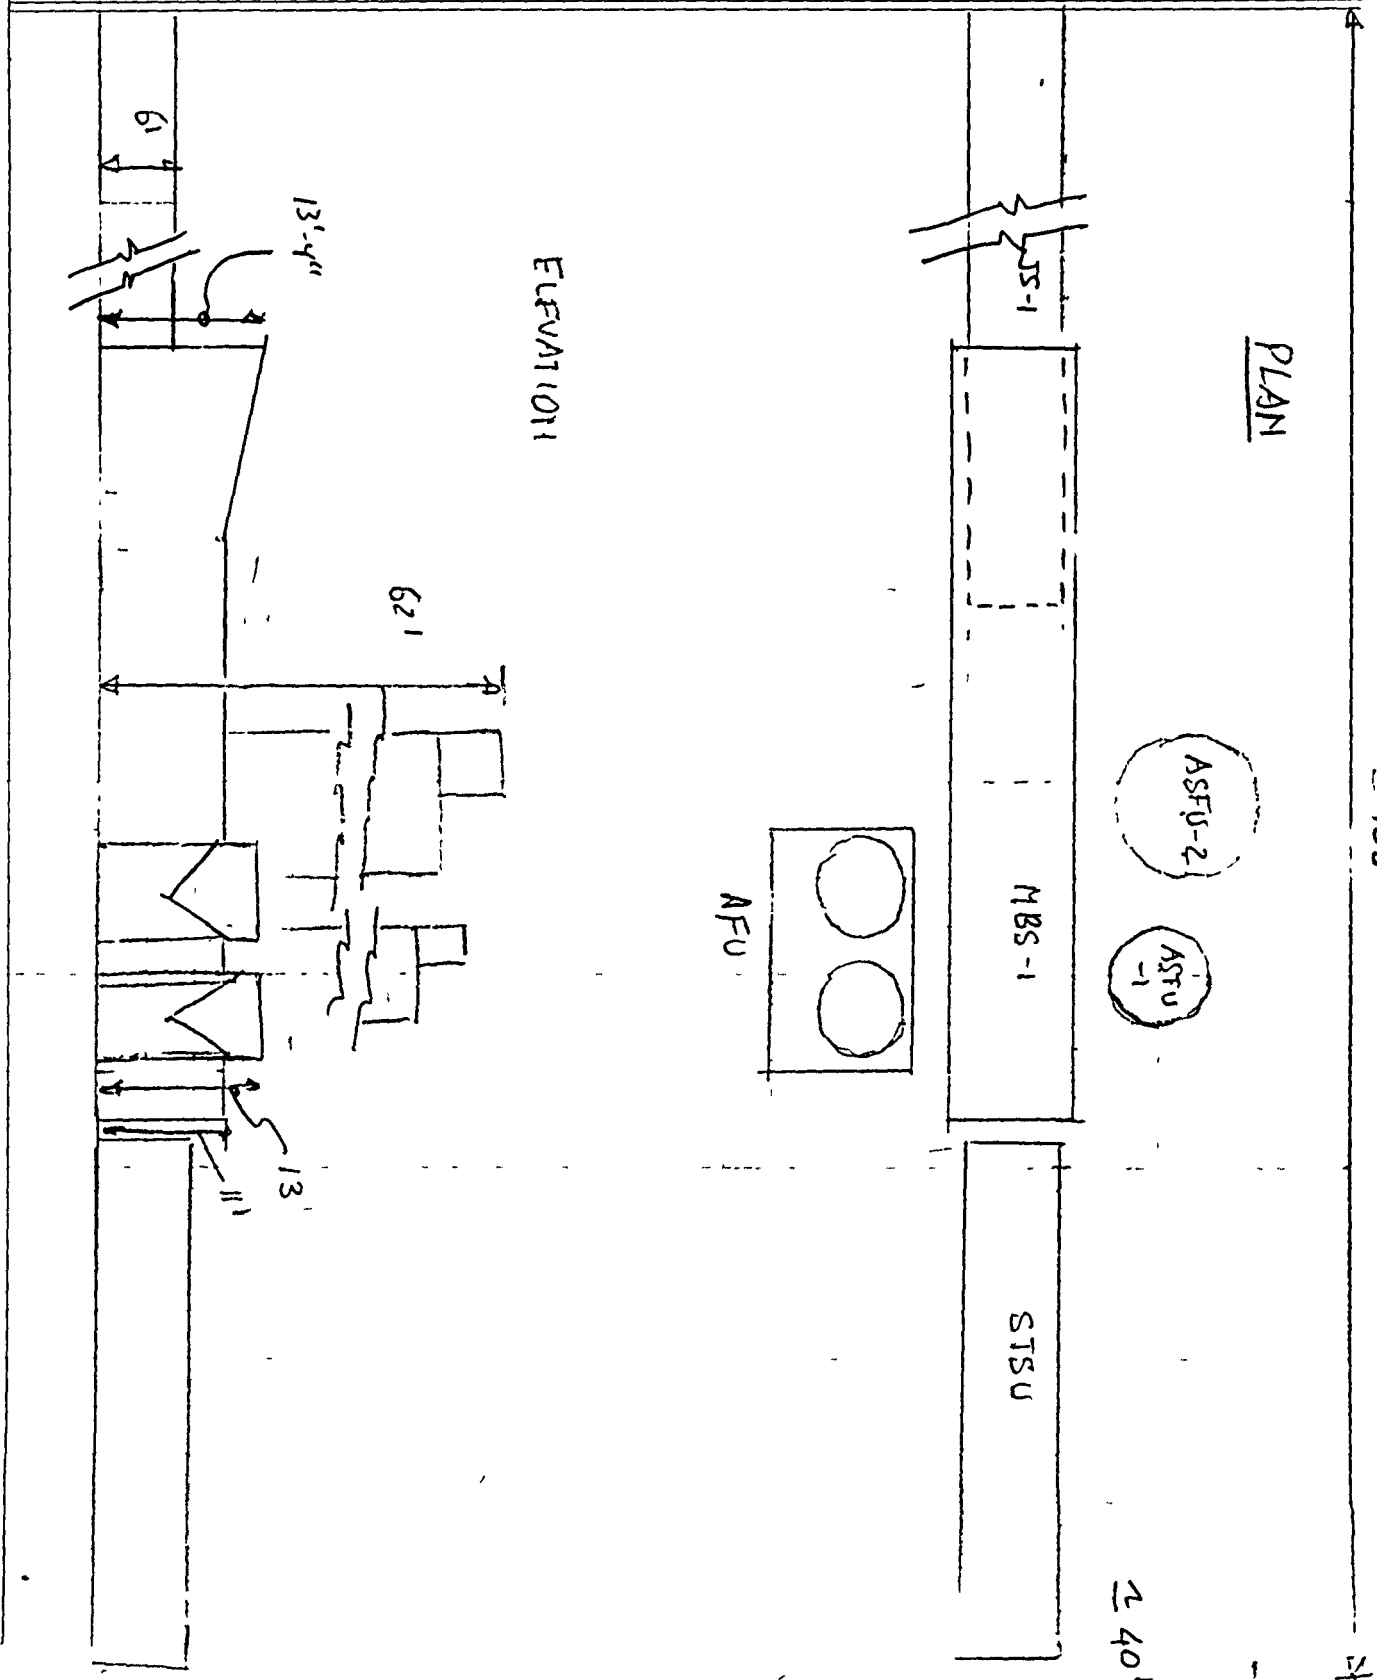 PLAN
ASFU-2
ASFU
-1
JS-1
MBS-1
STSU
AFU
≃ 40'
ELEVATION
6'
13'-4"
62'
13'
11'